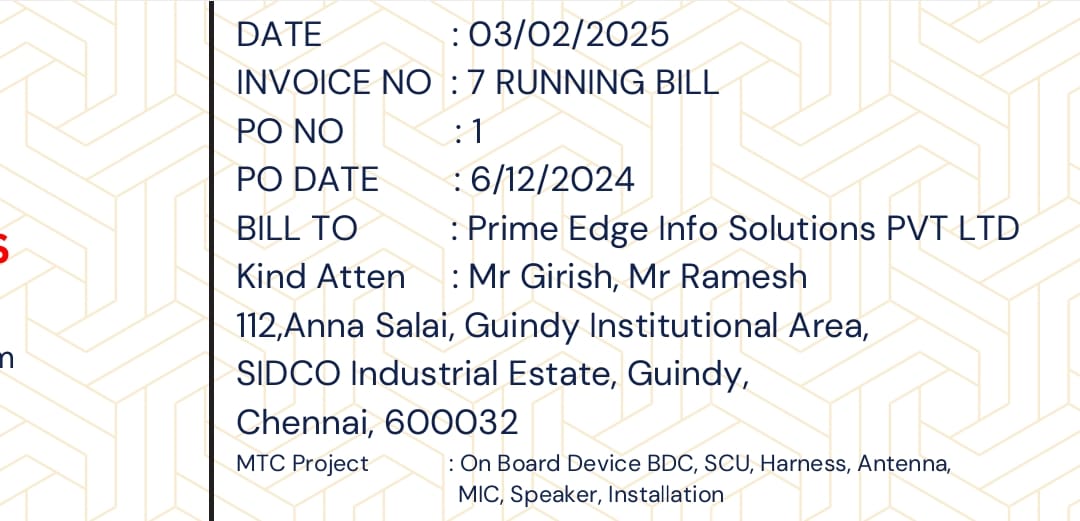 DATE : 03/02/2025
INVOICE NO : 7 RUNNING BILL
PO NO : 1
PO DATE : 6/12/2024
BILL TO : Prime Edge Info Solutions PVT LTD
Kind Atten : Mr Girish, Mr Ramesh
112,Anna Salai, Guindy Institutional Area,
SIDCO Industrial Estate, Guindy,
Chennai, 600032
MTC Project : On Board Device BDC, SCU, Harness, Antenna,
MIC, Speaker, Installation